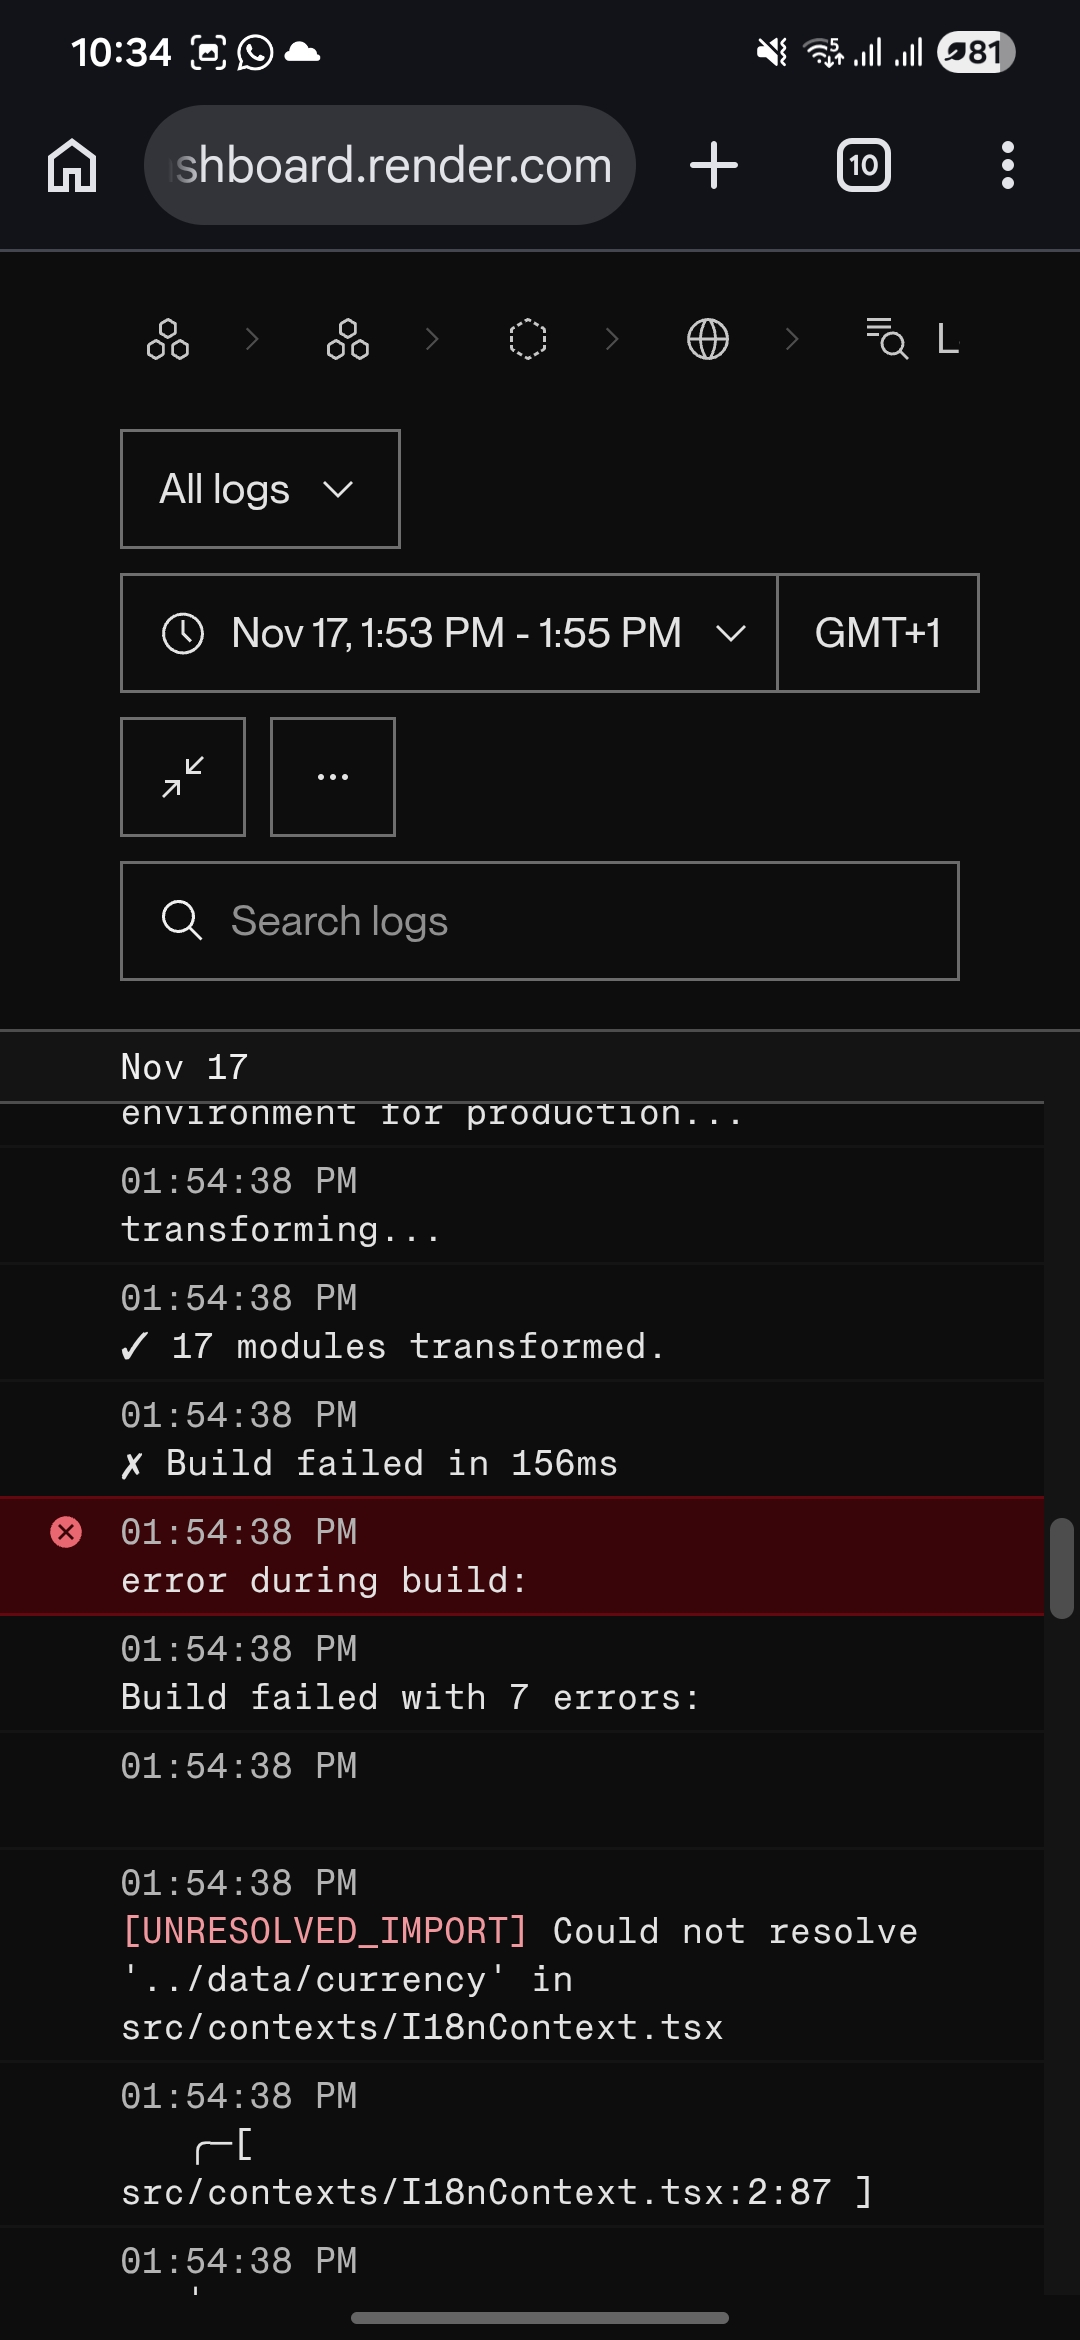 10:34
5
81
shboard.render.com
10
L
All logs
Nov 17, 1:53 PM - 1:55 PM
GMT+1
...
Search logs
Nov 17
environment for production...
01:54:38 PM
transforming...
01:54:38 PM
✓ 17 modules transformed.
01:54:38 PM
✗ Build failed in 156ms
01:54:38 PM
error during build:
01:54:38 PM
Build failed with 7 errors:
01:54:38 PM
01:54:38 PM
[UNRESOLVED_IMPORT] Could not resolve
'../data/currency' in
src/contexts/I18nContext.tsx
01:54:38 PM
╭─[
src/contexts/I18nContext.tsx:2:87 ]
01:54:38 PM